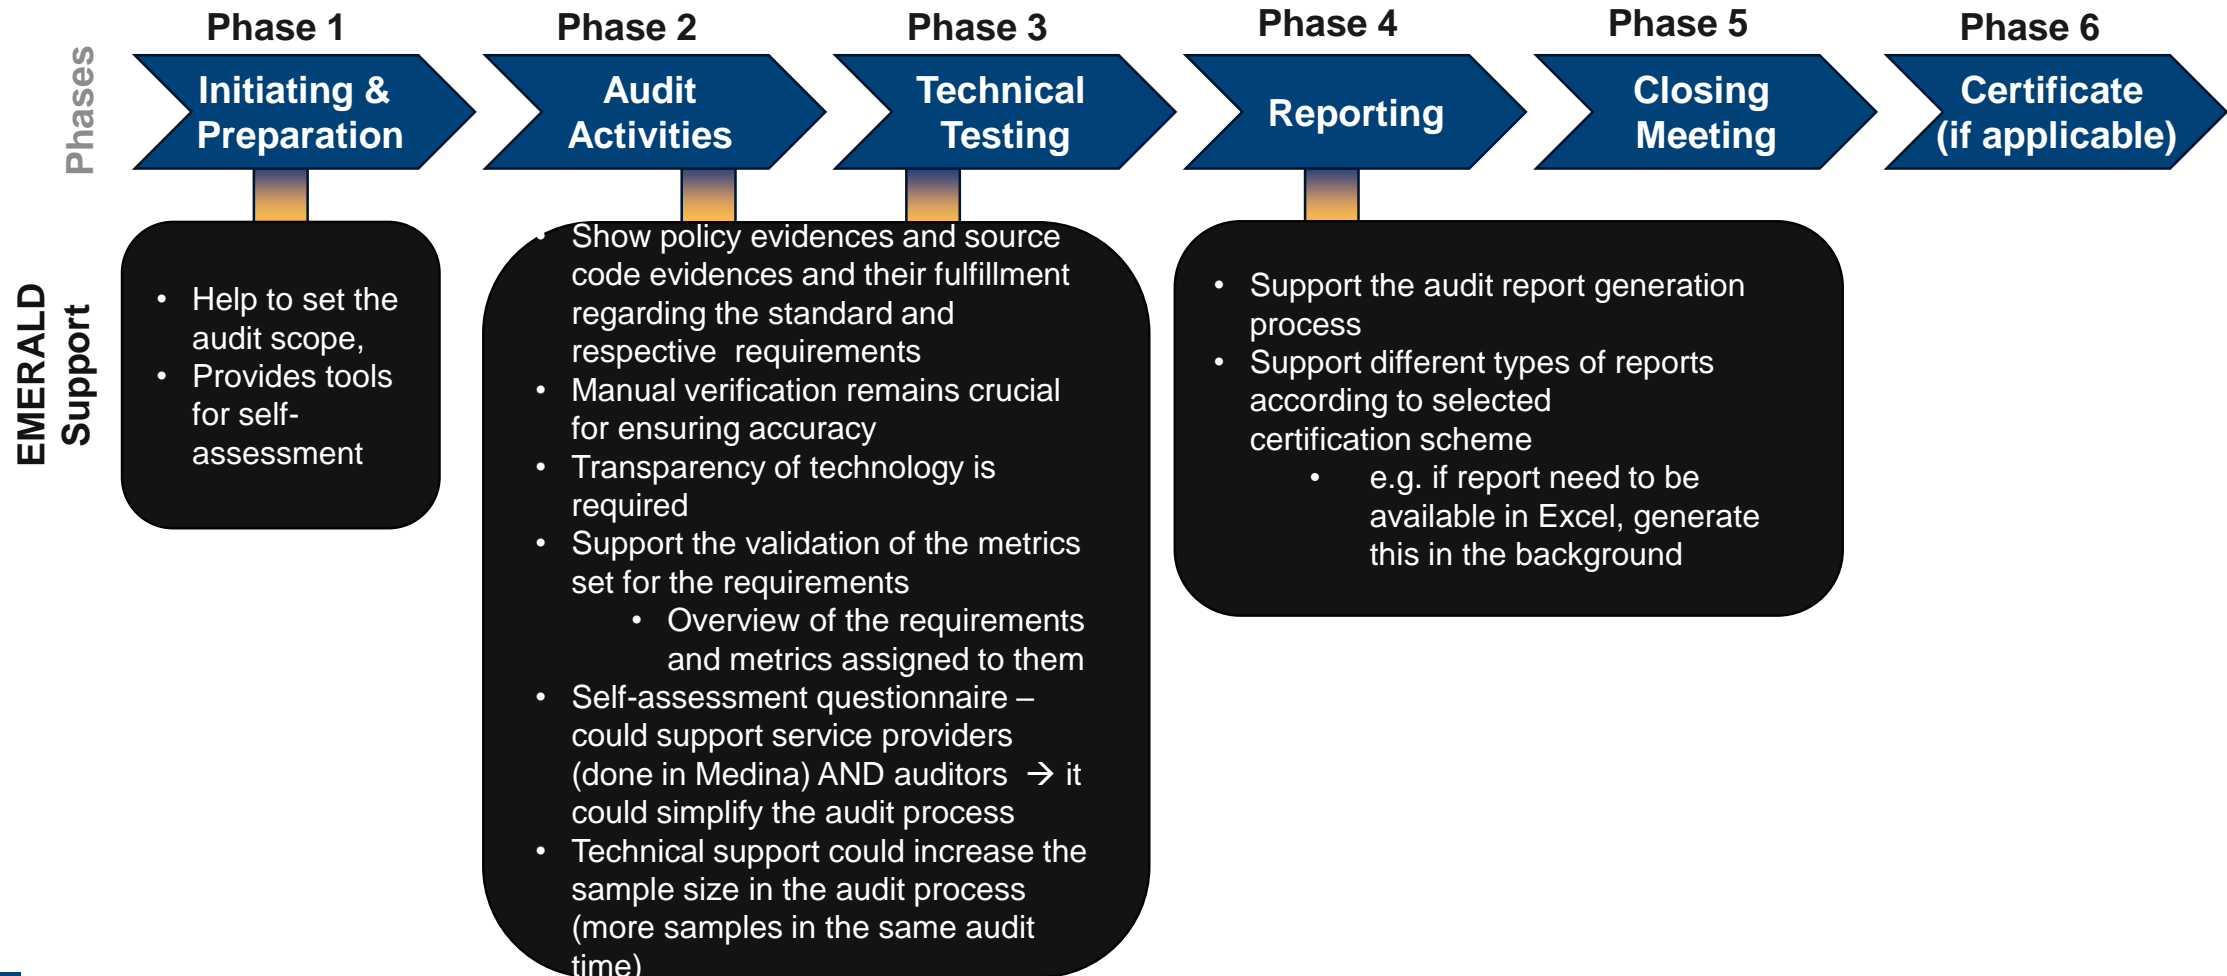 Phase 1
Phase 2
Phase 3
Phase 4
Phase 5
Phase 6
Phases
Initiating &
Preparation
Audit
Activities
Technical
Testing
Reporting
Closing
Meeting
Certificate
(if applicable)
EMERALD
Support
• Help to set the
audit scope,
• Provides tools
for self-
assessment
• Show policy evidences and source
code evidences and their fulfillment
regarding the standard and
respective requirements
• Manual verification remains crucial
for ensuring accuracy
• Transparency of technology is
required
• Support the validation of the metrics
set for the requirements
• Overview of the requirements
and metrics assigned to them
• Self-assessment questionnaire –
could support service providers
(done in Medina) AND auditors → it
could simplify the audit process
• Technical support could increase the
sample size in the audit process
(more samples in the same audit
time)
• Support the audit report generation
process
• Support different types of reports
according to selected
certification scheme
• e.g. if report need to be
available in Excel, generate
this in the background